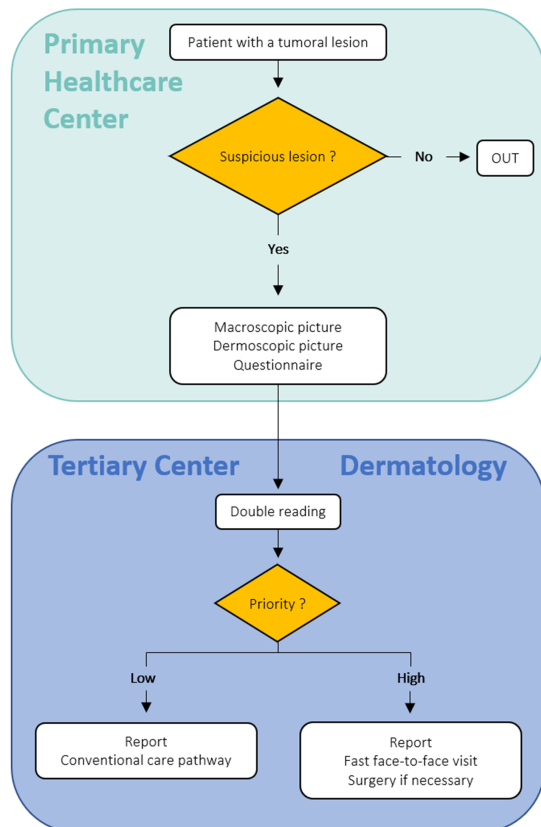 Primary
Healthcare
Center
Patient with a tumoral lesion
Suspicious lesion ?
No
OUT
Yes
Macroscopic picture
Dermoscopic picture
Questionnaire
Tertiary Center
Dermatology
Double reading
Priority ?
Low
High
Report
Conventional care pathway
Report
Fast face-to-face visit
Surgery if necessary